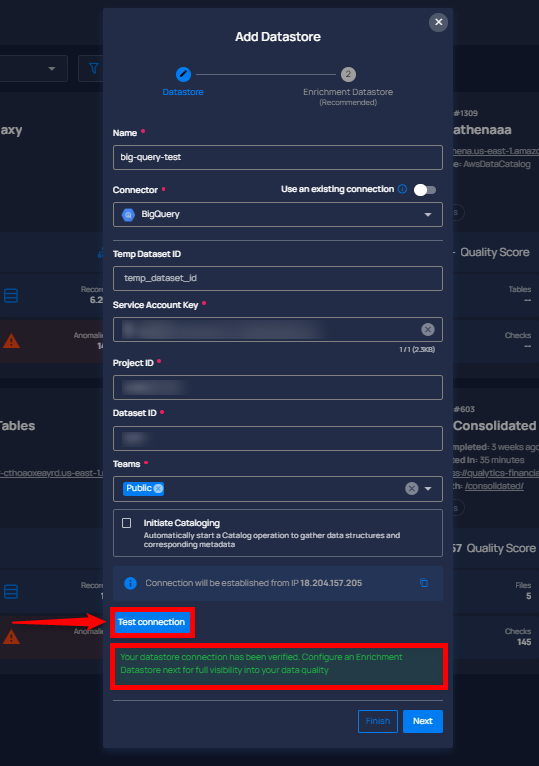 Add Datastore
2
Datastore
Enrichment Datastore
(Recommended)
Name *
big-query-test
Connector *
Use an existing connection
BigQuery
Temp Dataset ID
temp_dataset_id
Service Account Key *
1 / 1 (2.3KB)
Project ID *
Dataset ID *
Teams *
Public
Initiate Cataloging
Automatically start a Catalog operation to gather data structures and
corresponding metadata
Connection will be established from IP 18.204.157.205
Test connection
Your datastore connection has been verified. Configure an Enrichment
Datastore next for full visibility into your data quality
Finish
Next
axy
Recor
6.2
Anomali
14
Tables
-cthoaoxeayrd.us-east-1.
Recor
1
Anomali
#1309
athenaaa
hena.us-east-1.amazo
e: AwsDataCatalog
s
Quality Score
Tables
--
Checks
--
#603
Consolidated
mpleted: 3 weeks ago
ted In: 35 minutes
ss://qualytics-financia
th: /consolidated/
s
57 Quality Score
Files
5
Checks
145